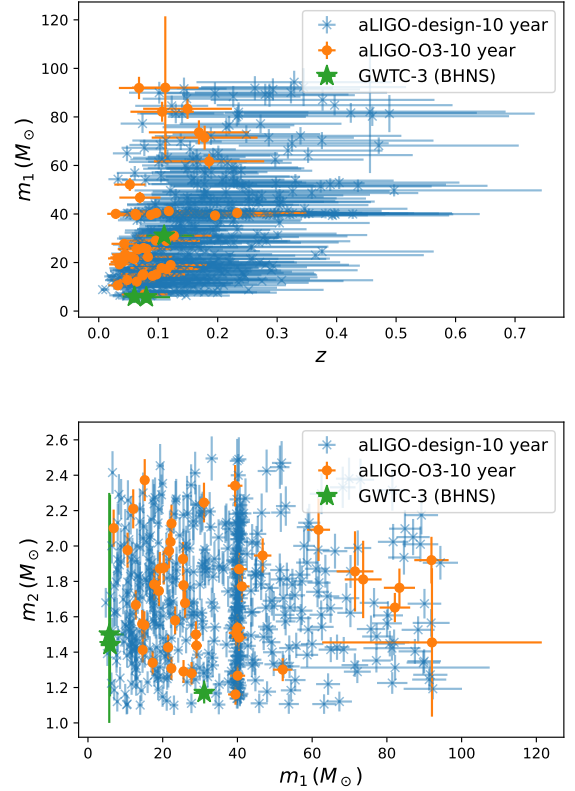 120
100
80
60
40
20
0
m₁ (M☉)
aLIGO-design-10 year
aLIGO-O3-10 year
GWTC-3 (BHNS)
0.0 0.1 0.2 0.3 0.4 0.5 0.6 0.7
z
2.6
2.4
2.2
2.0
1.8
1.6
1.4
1.2
1.0
m₂ (M☉)
aLIGO-design-10 year
aLIGO-O3-10 year
GWTC-3 (BHNS)
0 20 40 60 80 100 120
m₁ (M☉)